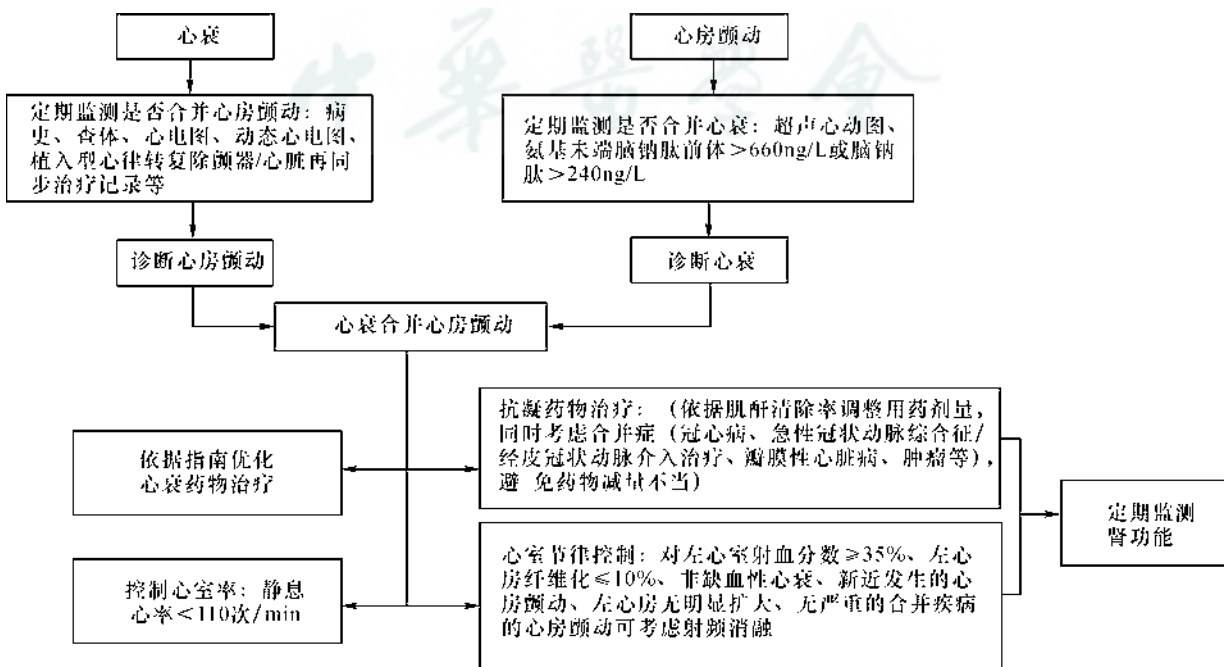 中华医学会
心衰
心房颤动
定期监测是否合并心房颤动：病
史、查体、心电图、动态心电图、
植入型心律转复除颤器/心脏再同
步治疗记录等
定期监测是否合并心衰：超声心动图、
氨基末端脑钠肽前体>660ng/L或脑钠
肽>240ng/L
诊断心房颤动
诊断心衰
心衰合并心房颤动
依据指南优化
心衰药物治疗
抗凝药物治疗：（依据肌酐清除率调整用药剂量，
同时考虑合并症（冠心病、急性冠状动脉综合征/
经皮冠状动脉介入治疗、瓣膜性心脏病、肿瘤等），
避 免药物减量不当）
定期监测
肾功能
控制心室率：静息
心率<110次/min
心室节律控制：对左心室射血分数≥35%、左心
房纤维化≤10%、非缺血性心衰、新近发生的心
房颤动、左心房无明显扩大、无严重的合并疾病
的心房颤动可考虑射频消融